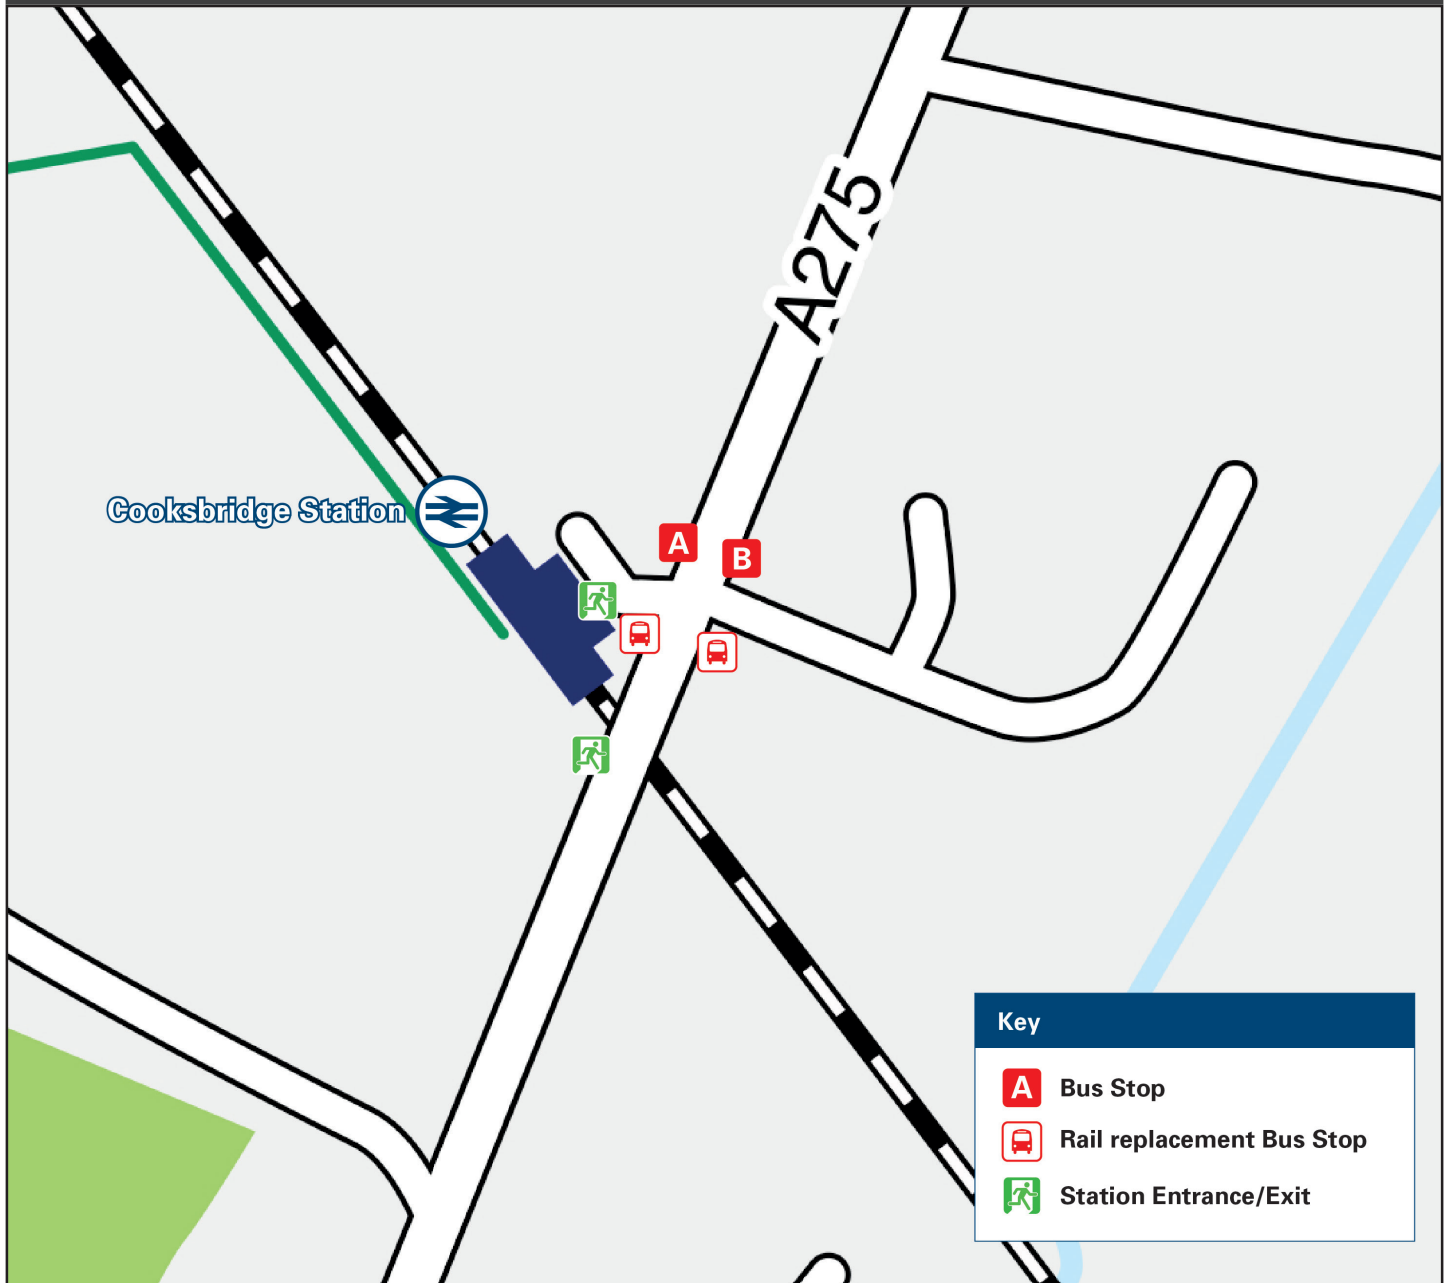 A275
Cooksbridge Station
A
B
Key
A Bus Stop
Rail replacement Bus Stop
Station Entrance/Exit